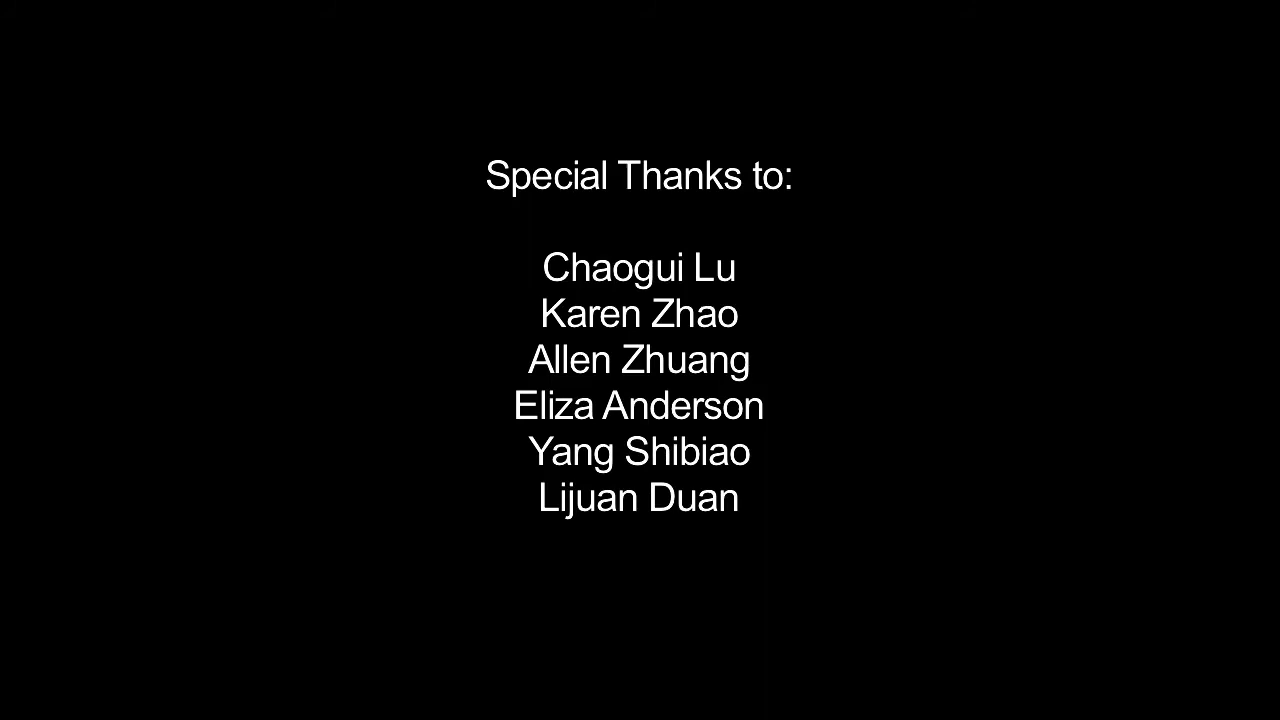 Special Thanks to:
Chaogui Lu
Karen Zhao
Allen Zhuang
Eliza Anderson
Yang Shibiao
Lijuan Duan